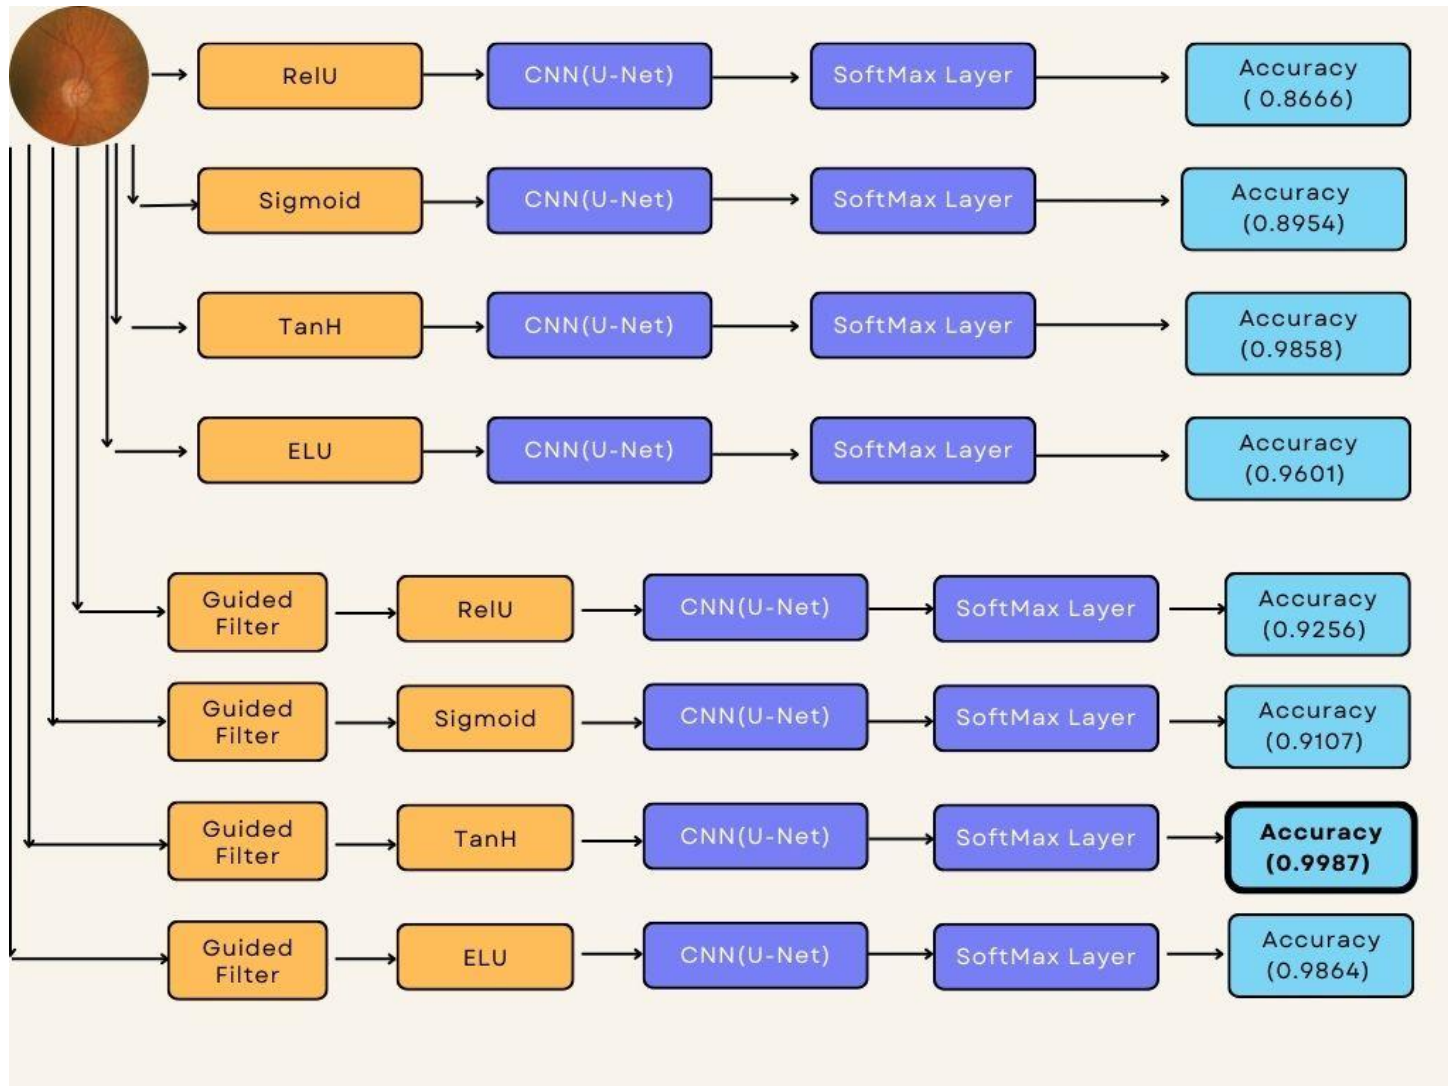 RelU
CNN(U-Net)
SoftMax Layer
Accuracy
( 0.8666)
Sigmoid
CNN(U-Net)
SoftMax Layer
Accuracy
(0.8954)
TanH
CNN(U-Net)
SoftMax Layer
Accuracy
(0.9858)
ELU
CNN(U-Net)
SoftMax Layer
Accuracy
(0.9601)
Guided
Filter
RelU
CNN(U-Net)
SoftMax Layer
Accuracy
(0.9256)
Guided
Filter
Sigmoid
CNN(U-Net)
SoftMax Layer
Accuracy
(0.9107)
Guided
Filter
TanH
CNN(U-Net)
SoftMax Layer
Accuracy
(0.9987)
Guided
Filter
ELU
CNN(U-Net)
SoftMax Layer
Accuracy
(0.9864)